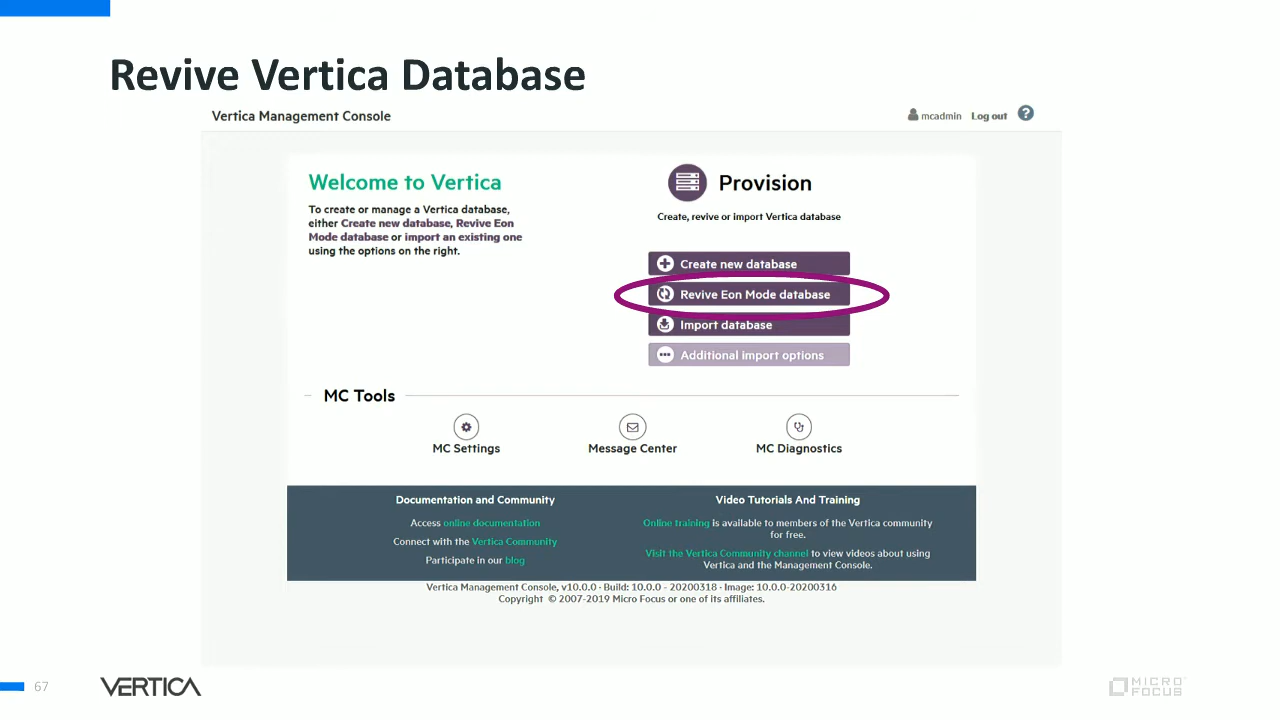 Revive Vertica Database
Vertica Management Console
mcadmin Log out ?
Welcome to Vertica
To create or manage a Vertica database,
either Create new database, Revive Eon
Mode database or import an existing one
using the options on the right.
Provision
Create, revive or import Vertica database
Create new database
Revive Eon Mode database
Import database
Additional import options
MC Tools
MC Settings
Message Center
MC Diagnostics
Documentation and Community
Access online documentation
Connect with the Vertica Community
Participate in our blog
Video Tutorials And Training
Online training is available to members of the Vertica community
for free.
Visit the Vertica Community channel to view videos about using
Vertica and the Management Console.
Vertica Management Console, v10.0.0 · Build: 10.0.0 - 20200318 · Image: 10.0.0-20200316
Copyright © 2007-2019 Micro Focus or one of its affiliates.
67
VERTICA
MICRO
FOCUS